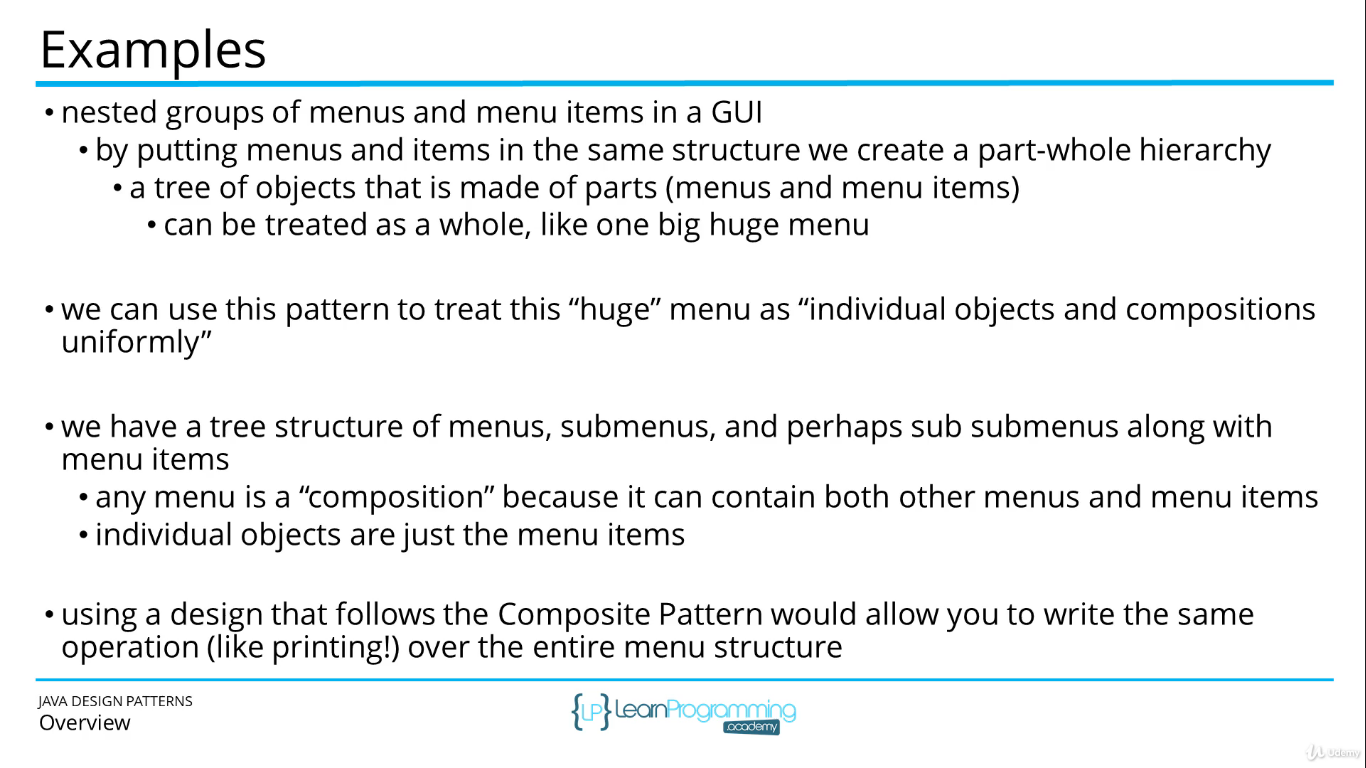 Examples
• nested groups of menus and menu items in a GUI
• by putting menus and items in the same structure we create a part-whole hierarchy
• a tree of objects that is made of parts (menus and menu items)
• can be treated as a whole, like one big huge menu
• we can use this pattern to treat this “huge” menu as “individual objects and compositions
uniformly”
• we have a tree structure of menus, submenus, and perhaps sub submenus along with
menu items
• any menu is a “composition” because it can contain both other menus and menu items
• individual objects are just the menu items
• using a design that follows the Composite Pattern would allow you to write the same
operation (like printing!) over the entire menu structure
JAVA DESIGN PATTERNS
Overview
{LP} LearnProgramming
.academy
Udemy